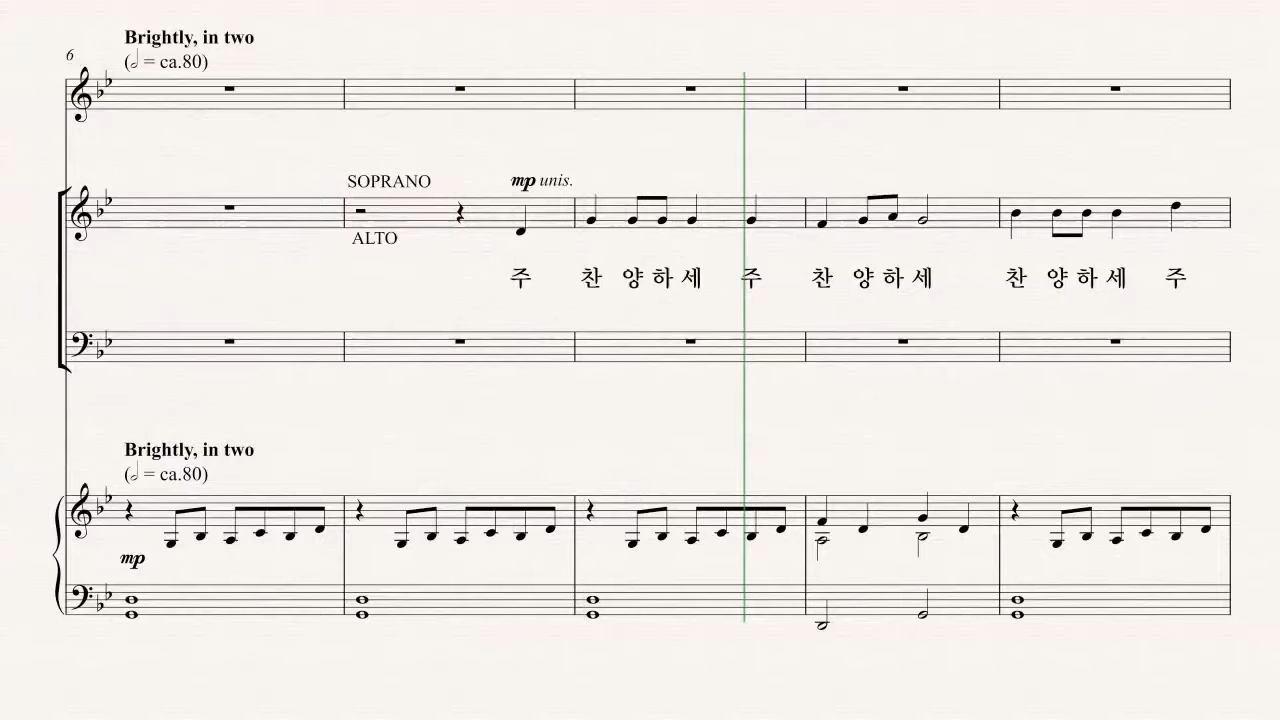 Brightly, in two
6
(𝅗𝅥 = ca.80)
SOPRANO
mp unis.
ALTO
주 찬 양 하 세 주 찬 양 하 세 찬 양 하 세 주
Brightly, in two
(𝅗𝅥 = ca.80)
mp